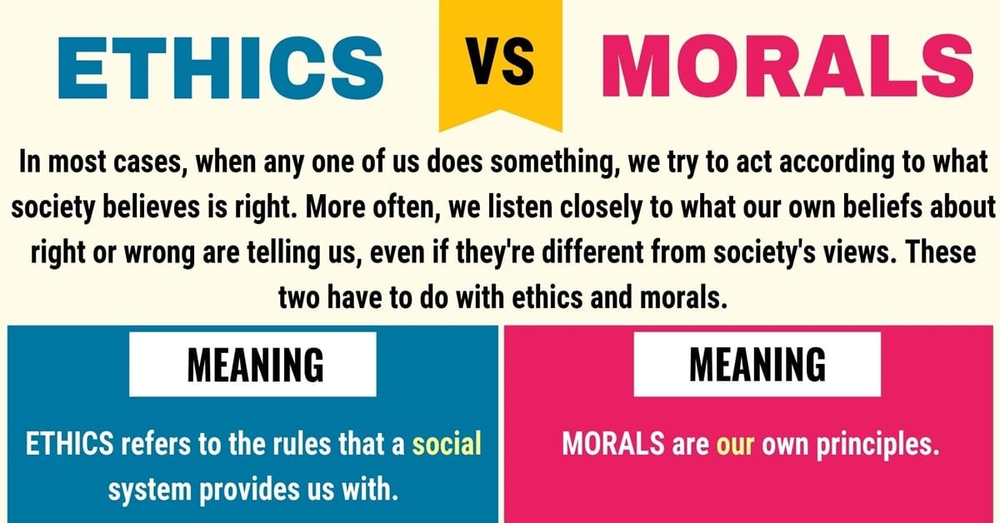 ETHICS VS MORALS
In most cases, when any one of us does something, we try to act according to what
society believes is right. More often, we listen closely to what our own beliefs about
right or wrong are telling us, even if they're different from society's views. These
two have to do with ethics and morals.
MEANING
ETHICS refers to the rules that a social
system provides us with.
MEANING
MORALS are our own principles.